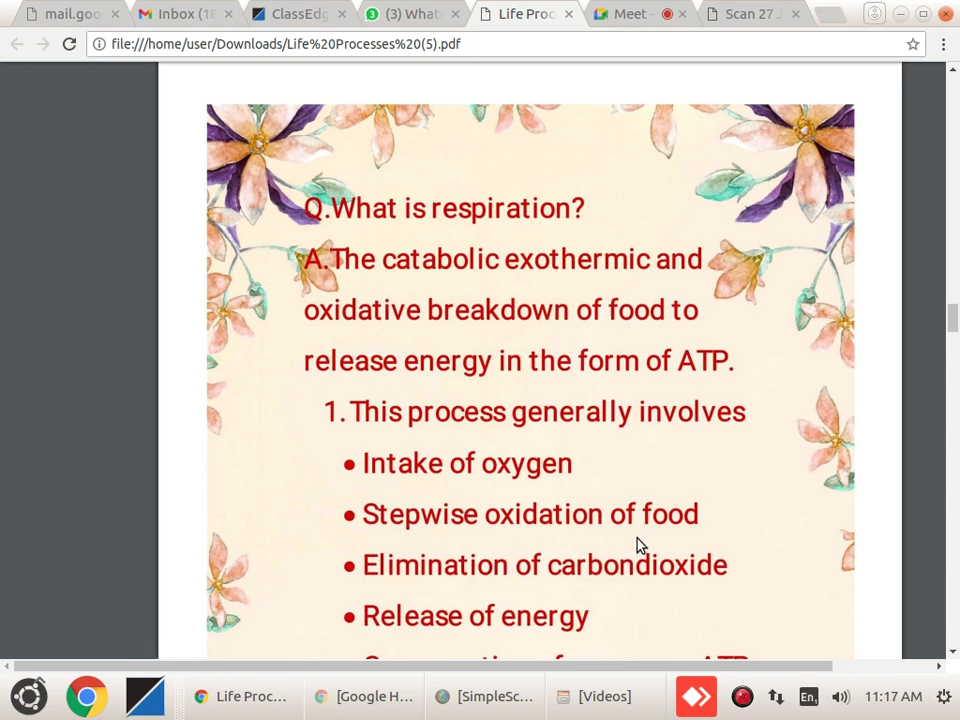 mail.goo
Inbox (18
ClassEdg
(3) What
Life Proc
Meet -
Scan 27 J
file:///home/user/Downloads/Life%20Processes%20(5).pdf
Q.What is respiration?
A.The catabolic exothermic and
oxidative breakdown of food to
release energy in the form of ATP.
1.This process generally involves
• Intake of oxygen
• Stepwise oxidation of food
• Elimination of carbondioxide
• Release of energy
Life Proc...
[Google H...
[SimpleSc...
[Videos]
En
11:17 AM